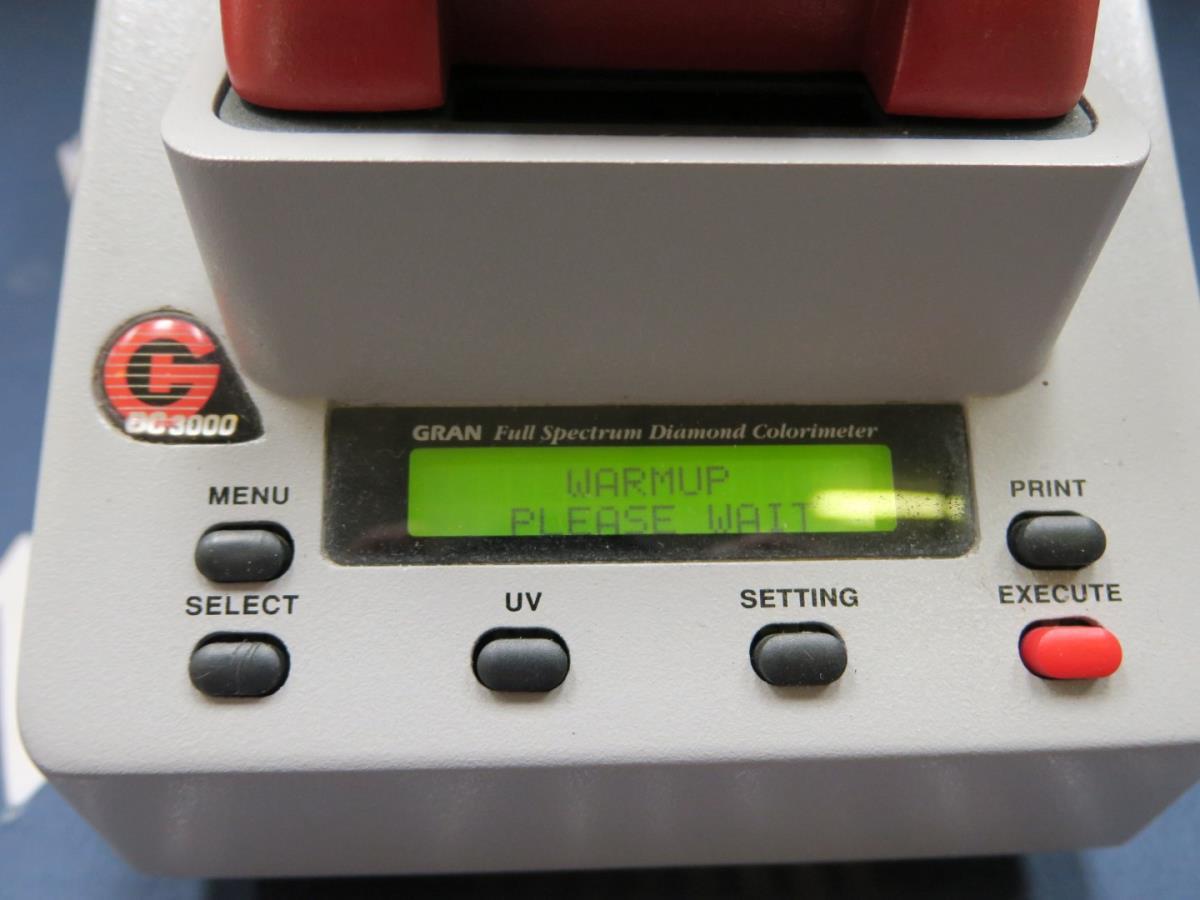 DC3000
GRAN Full Spectrum Diamond Colorimeter
WARMUP
PLEASE WAIT
MENU
PRINT
SELECT
UV
SETTING
EXECUTE